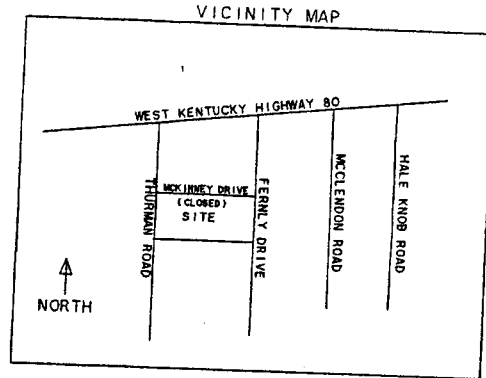 VICINITY MAP
WEST KENTUCKY HIGHWAY 80
THURMAN ROAD
MCKINNEY DRIVE
(CLOSED)
SITE
FERNLY DRIVE
MCCLENDON ROAD
HALE KNOB ROAD
NORTH